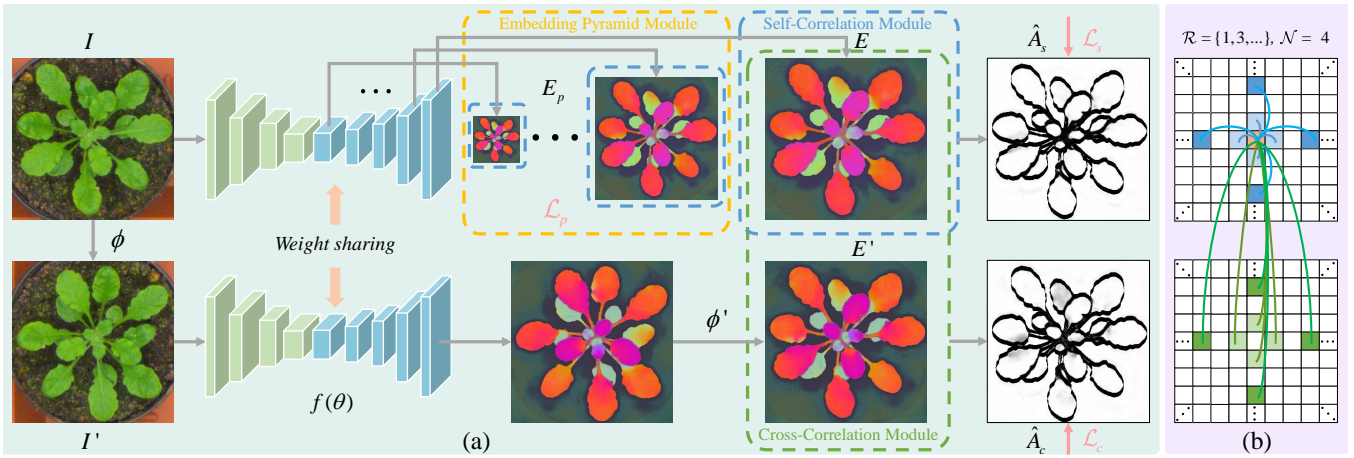 Embedding Pyramid Module
Self-Correlation Module
I
E
Â_s
ℒ_s
ℛ = {1, 3, ...}, 𝒩 = 4
...
E_p
...
ℒ_p
ϕ
Weight sharing
E'
ϕ'
f(θ)
I'
(a)
Cross-Correlation Module
Â_c
ℒ_c
(b)